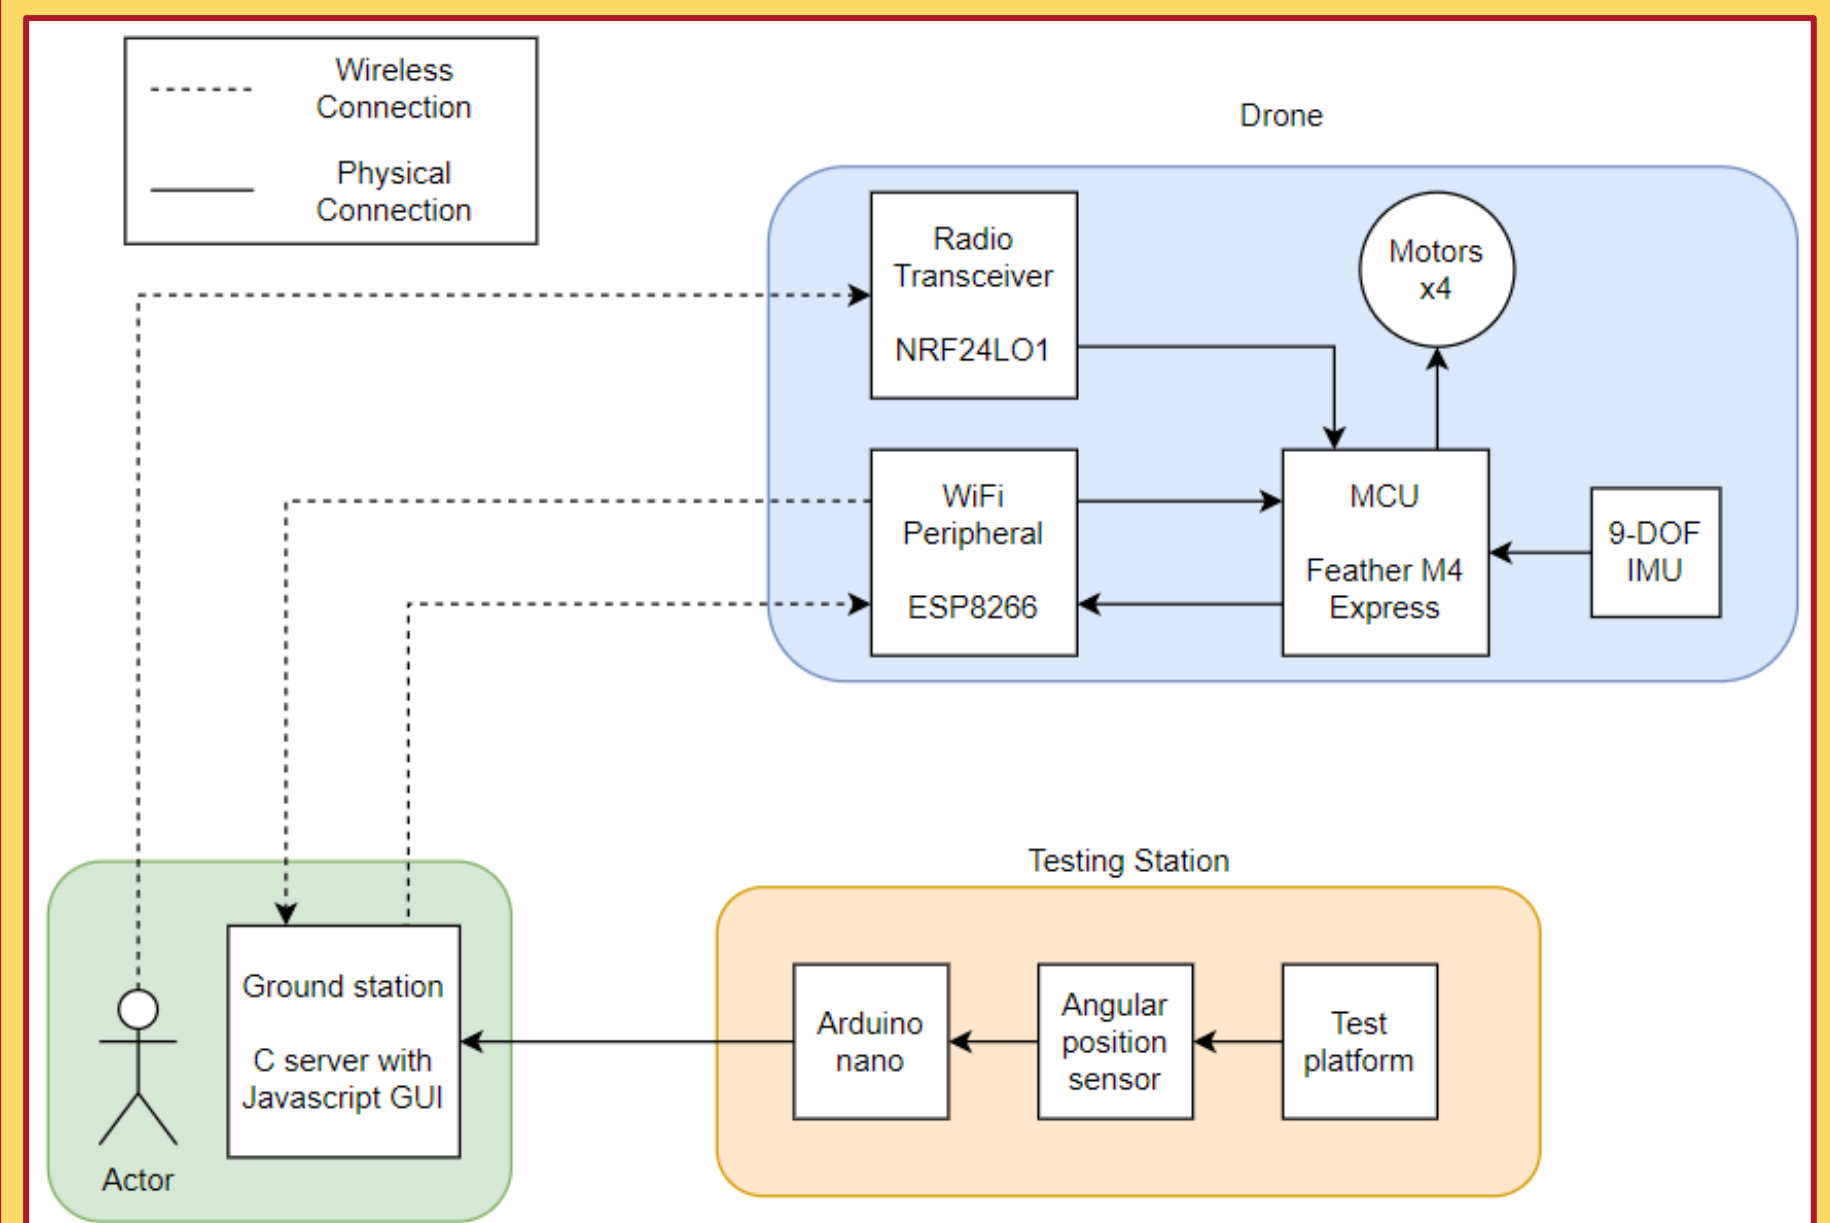 Wireless
Connection
Physical
Connection
Drone
Radio
Transceiver
NRF24LO1
Motors
x4
WiFi
Peripheral
ESP8266
MCU
Feather M4
Express
9-DOF
IMU
Testing Station
Ground station
C server with
Javascript GUI
Actor
Arduino
nano
Angular
position
sensor
Test
platform